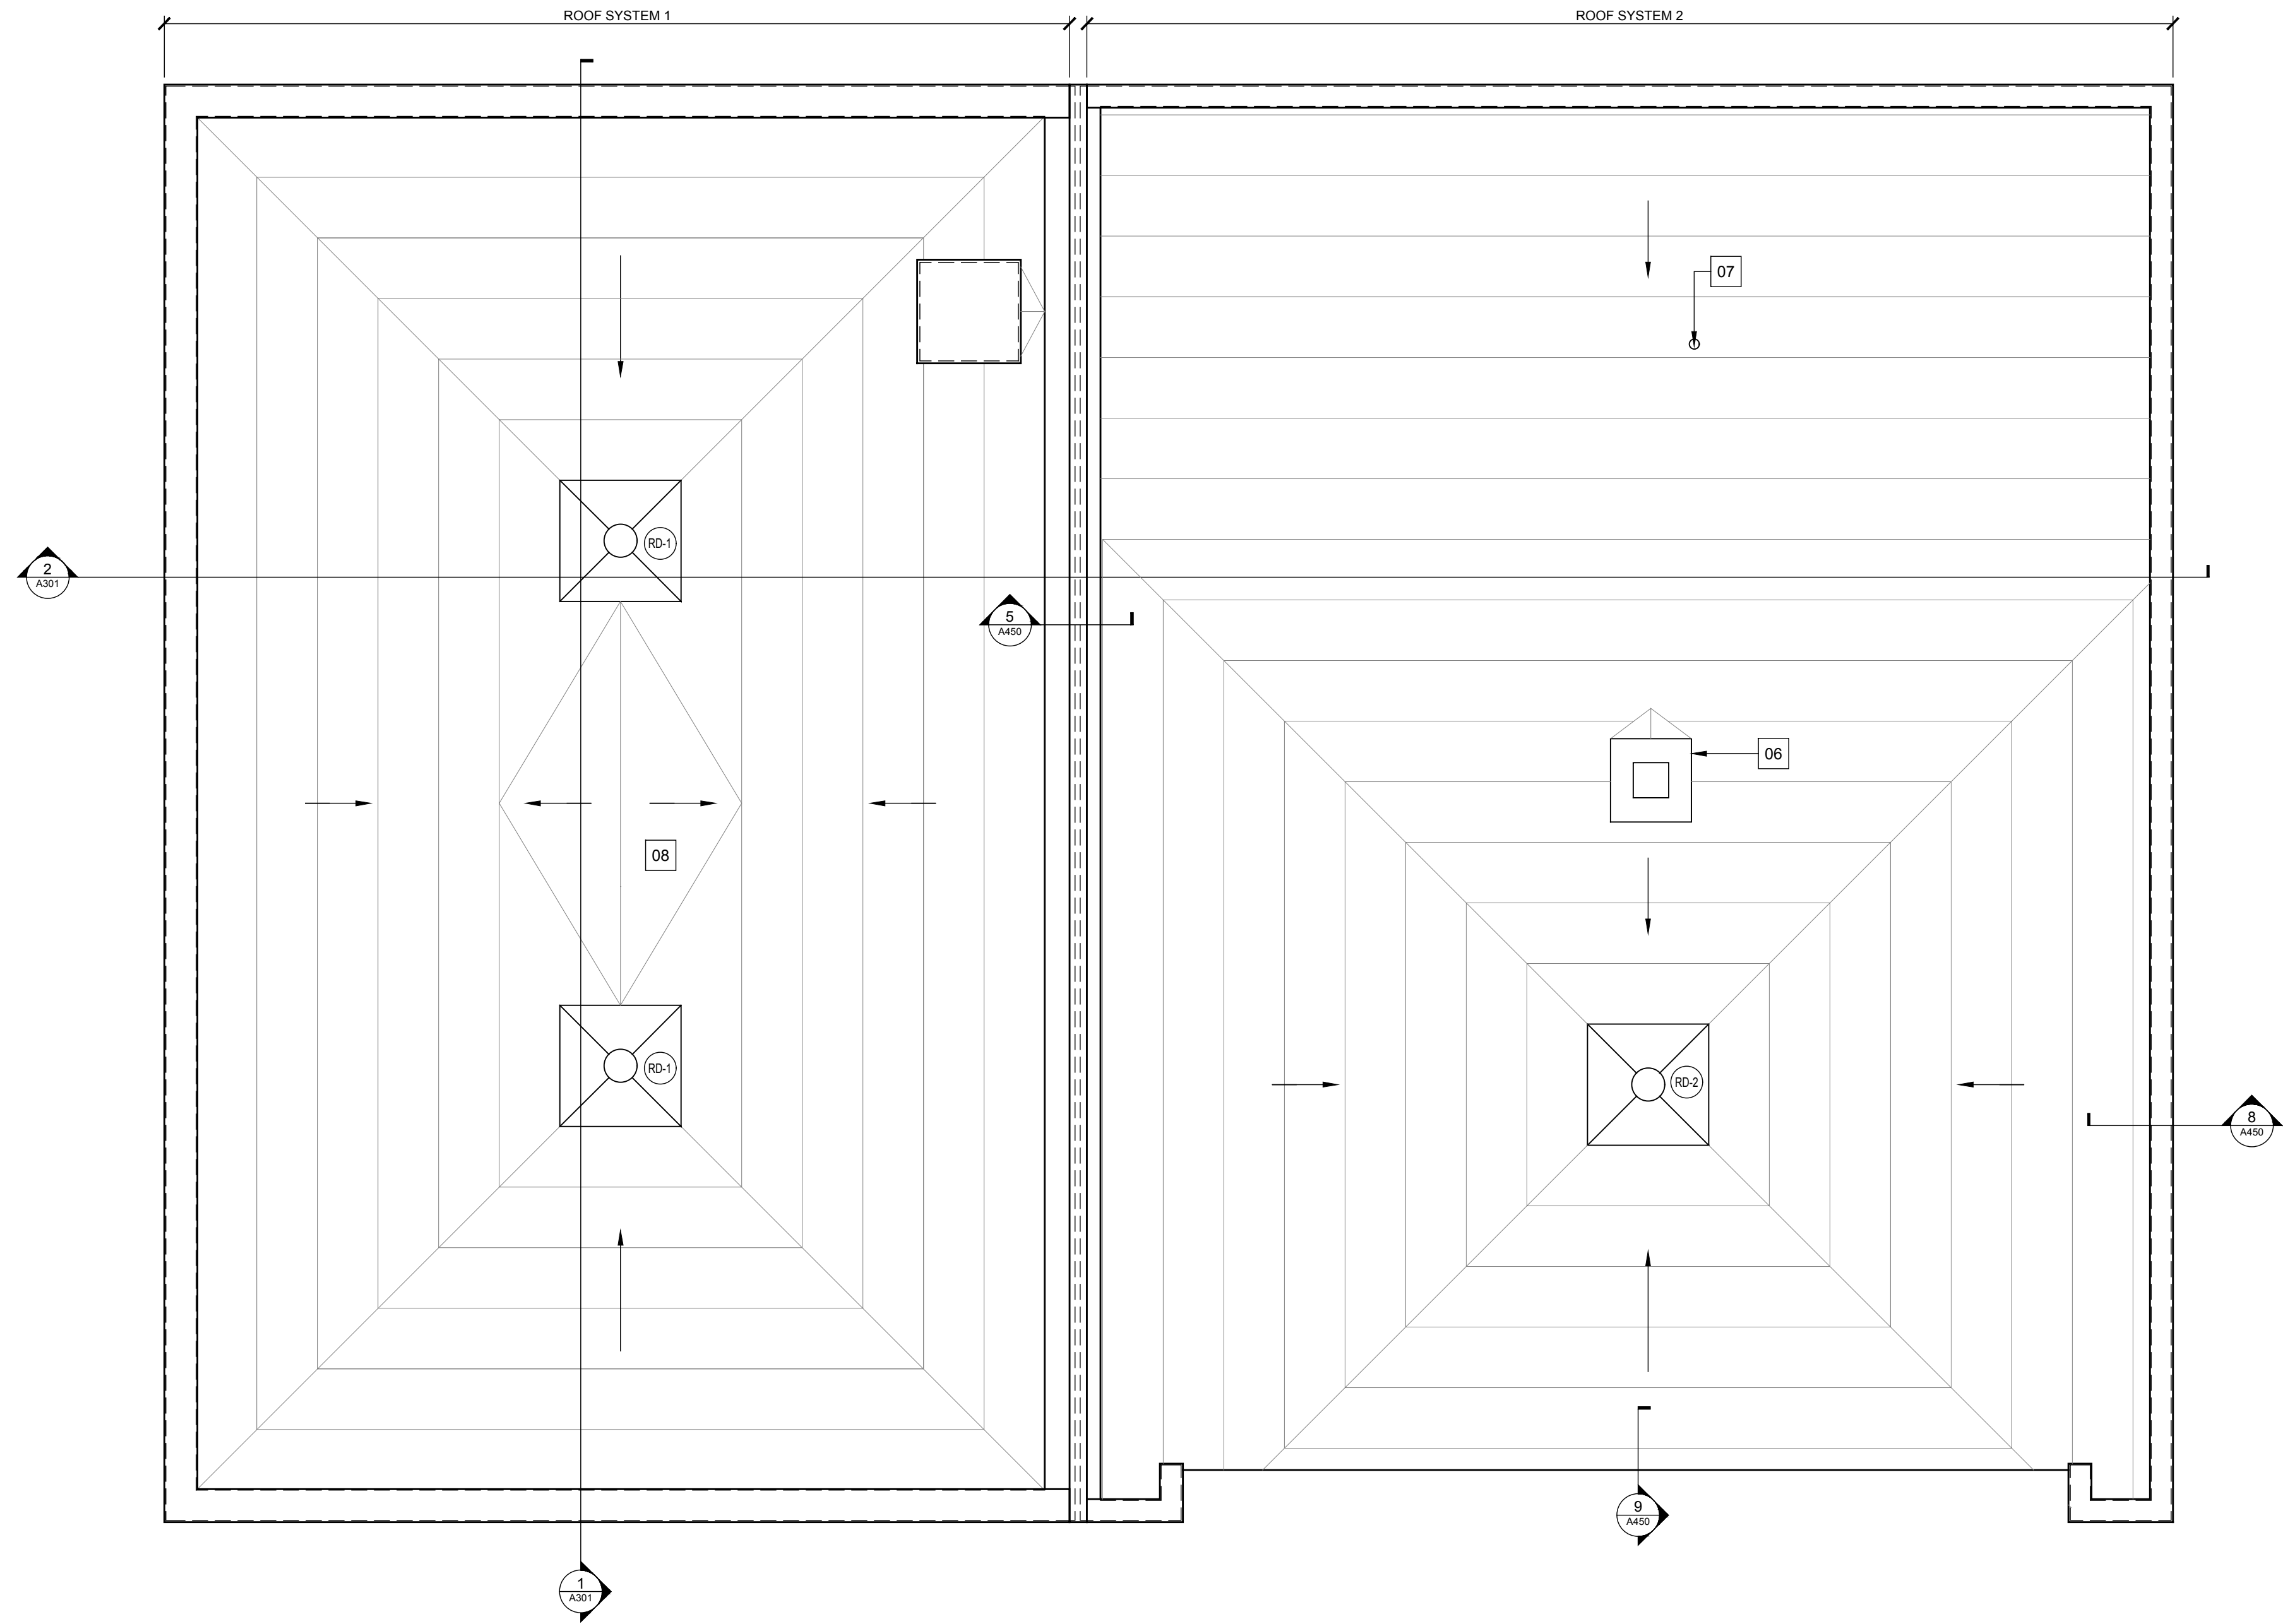 ROOF SYSTEM 1
ROOF SYSTEM 2
07
RD-1
2
A301
5
A450
06
08
RD-1
RD-2
8
A450
9
A450
1
A301